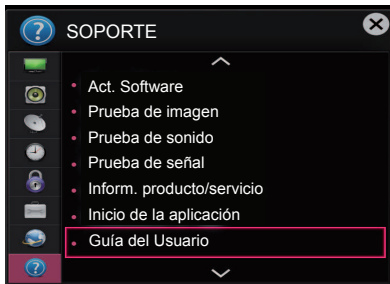 SOPORTE
Act. Software
Prueba de imagen
Prueba de sonido
Prueba de señal
Inform. producto/servicio
Inicio de la aplicación
Guía del Usuario